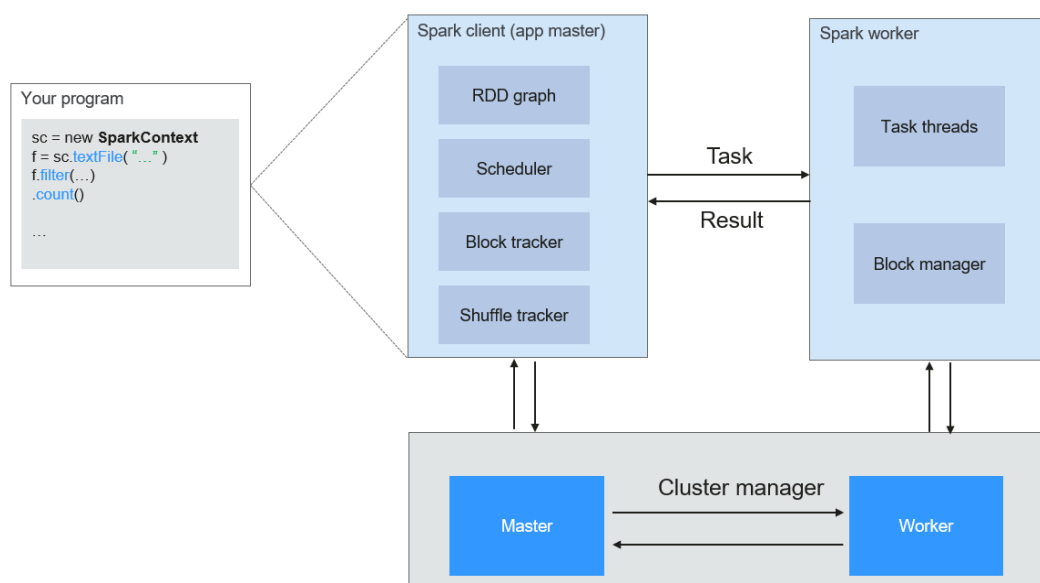 Your program
sc = new SparkContext
f = sc.textFile( “...” )
f.filter(...)
.count()
...
Spark client (app master)
RDD graph
Scheduler
Block tracker
Shuffle tracker
Task
Result
Spark worker
Task threads
Block manager
Cluster manager
Master
Worker